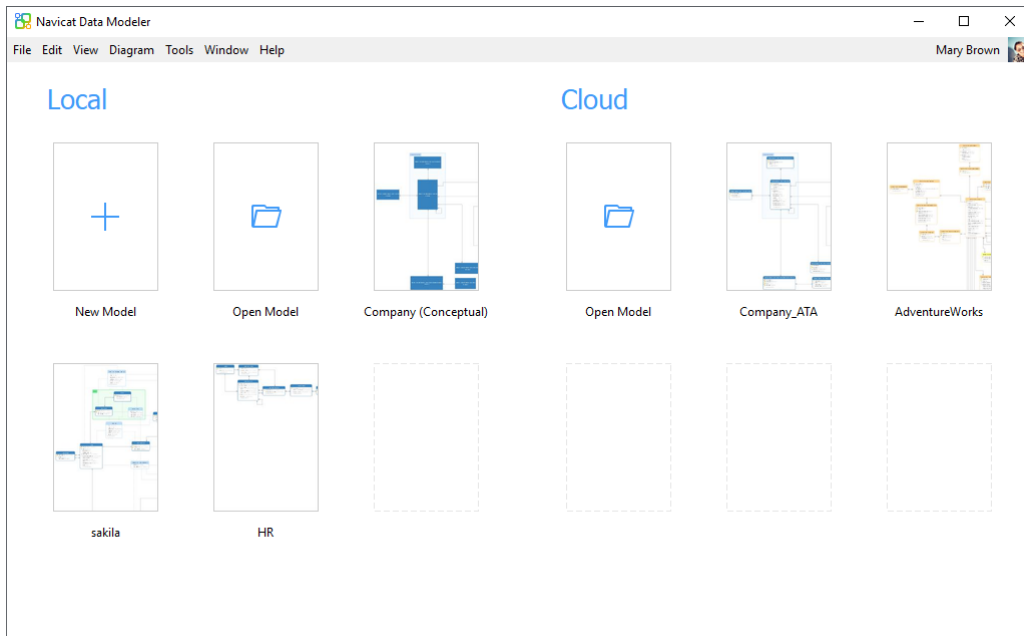 Navicat Data Modeler
File Edit View Diagram Tools Window Help
Mary Brown
Local
Cloud
New Model
Open Model
Company (Conceptual)
Open Model
Company_ATA
AdventureWorks
sakila
HR